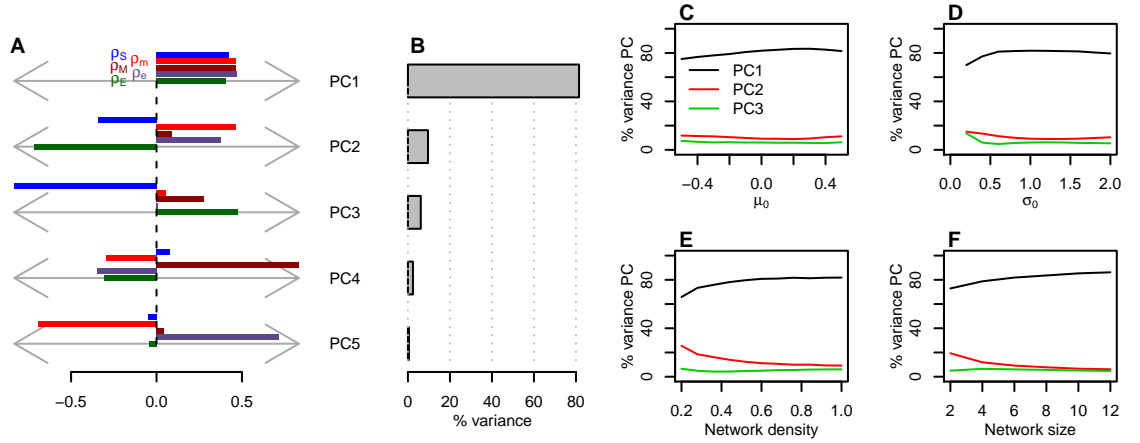 A
ρS
ρm
ρM
ρE ρe
PC1
PC2
PC3
PC4
PC5
−0.5 0.0 0.5
B
0 20 40 60 80
% variance
C
% variance PC
0 40 80
PC1
PC2
PC3
−0.4 0.0 0.4
μ0
D
% variance PC
0 40 80
0.0 0.5 1.0 1.5 2.0
σ0
E
% variance PC
0 40 80
0.2 0.4 0.6 0.8 1.0
Network density
F
% variance PC
0 40 80
2 4 6 8 10 12
Network size